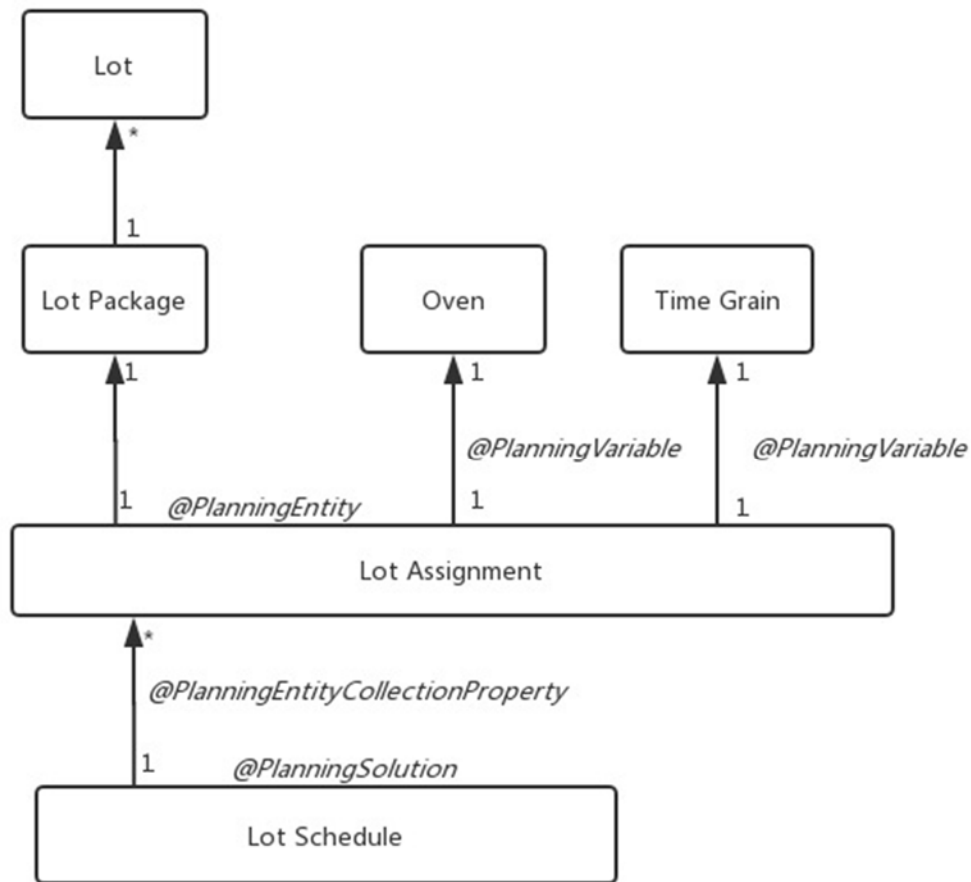 Lot
*
1
Lot Package
Oven
Time Grain
1
1
1
@PlanningVariable
@PlanningVariable
1
@PlanningEntity
1
1
Lot Assignment
*
@PlanningEntityCollectionProperty
1
@PlanningSolution
Lot Schedule